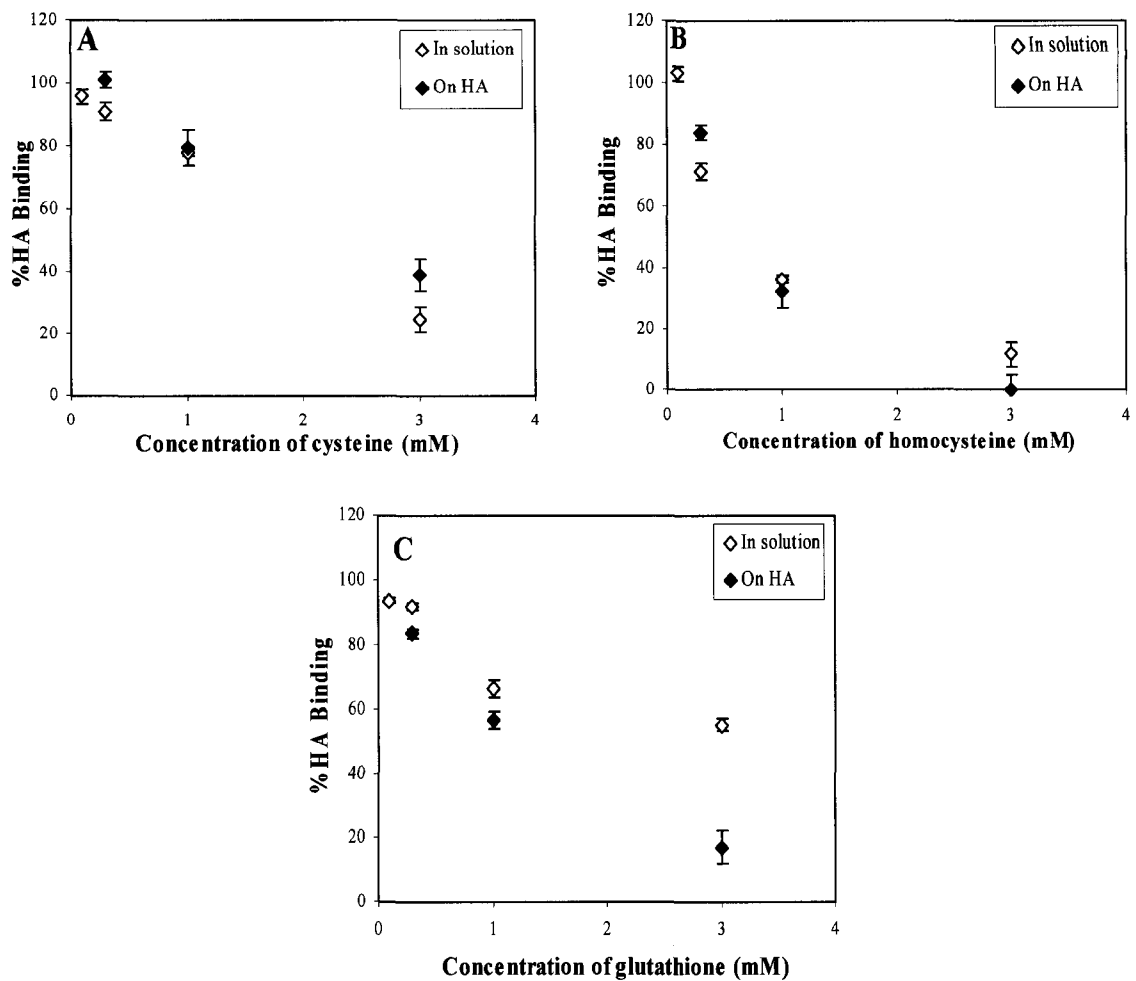 A
In solution
On HA
120
100
80
60
40
20
0
%HA Binding
0 1 2 3 4
Concentration of cysteine (mM)
B
In solution
On HA
120
100
80
60
40
20
0
%HA Binding
0 1 2 3 4
Concentration of homocysteine (mM)
C
In solution
On HA
120
100
80
60
40
20
0
%HA Binding
0 1 2 3 4
Concentration of glutathione (mM)